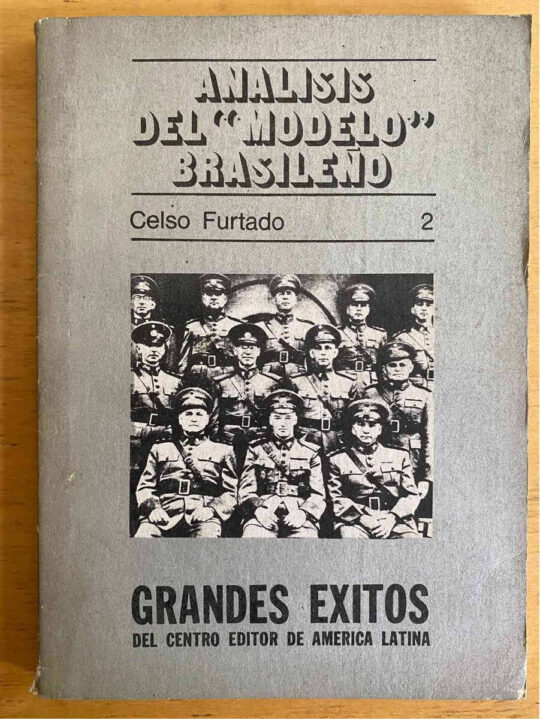 ANALISIS
DEL “MODELO”
BRASILEÑO
Celso Furtado 2
GRANDES EXITOS
DEL CENTRO EDITOR DE AMERICA LATINA